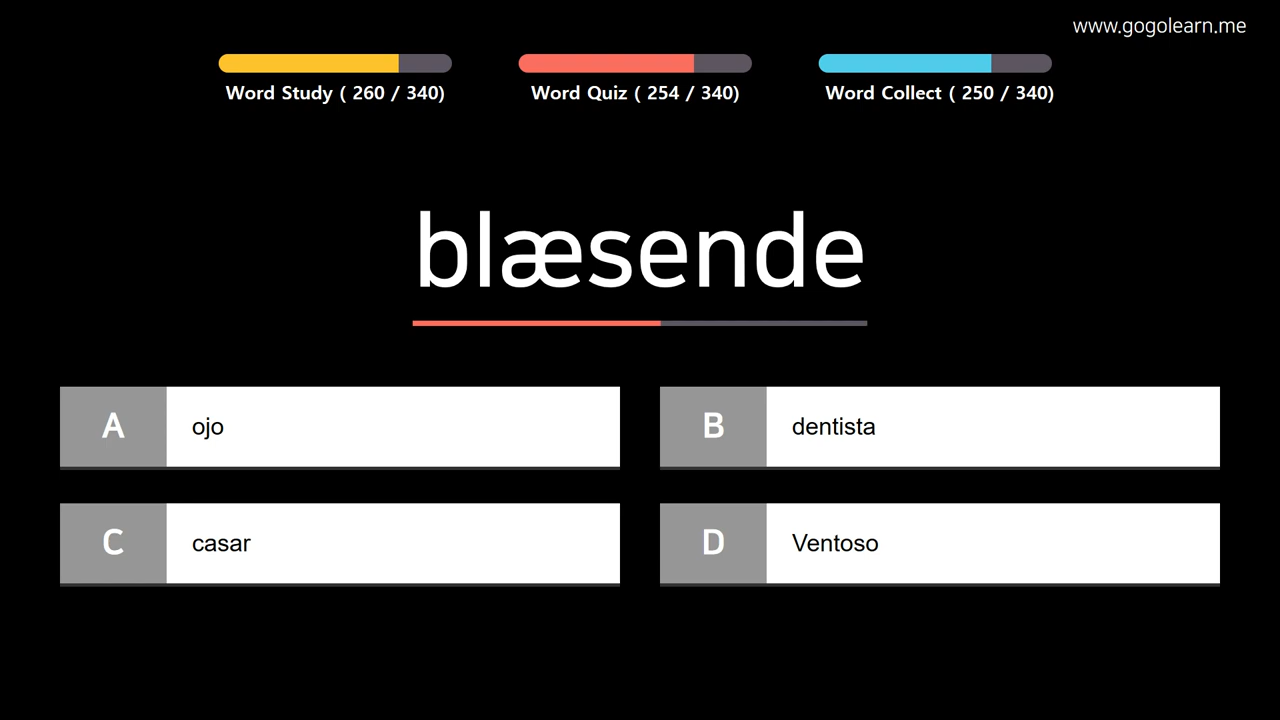 www.gogolearn.me
Word Study ( 260 / 340)
Word Quiz ( 254 / 340)
Word Collect ( 250 / 340)
blæsende
A
ojo
B
dentista
C
casar
D
Ventoso